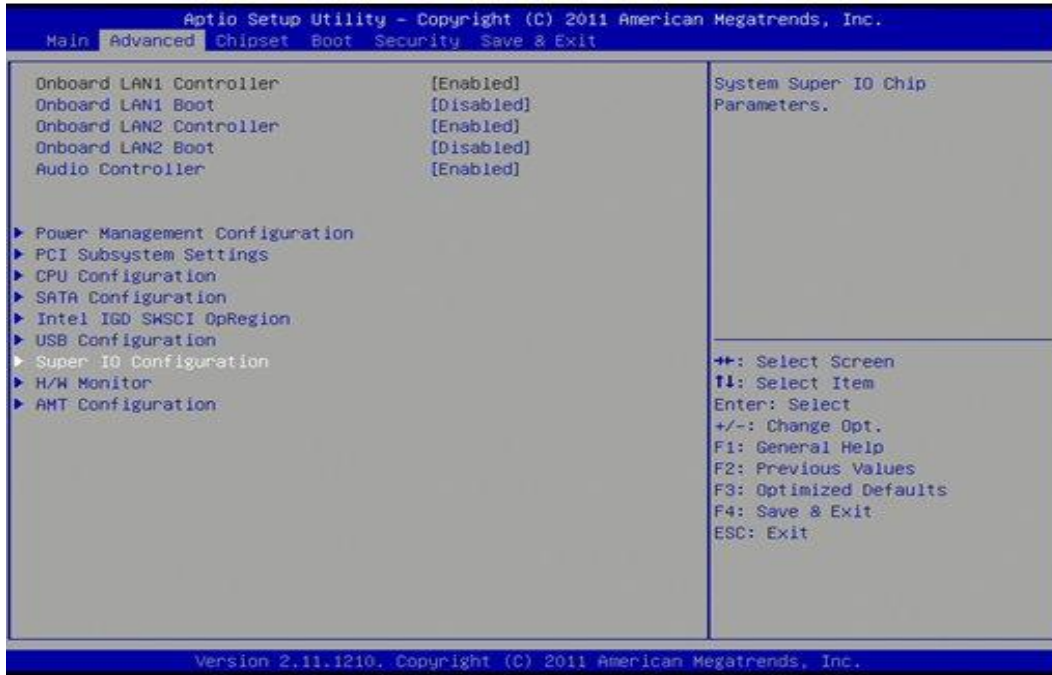 Aptio Setup Utility – Copyright (C) 2011 American Megatrends, Inc.
Main Advanced Chipset Boot Security Save & Exit
Onboard LAN1 Controller [Enabled]
Onboard LAN1 Boot [Disabled]
Onboard LAN2 Controller [Enabled]
Onboard LAN2 Boot [Disabled]
Audio Controller [Enabled]
▶ Power Management Configuration
▶ PCI Subsystem Settings
▶ CPU Configuration
▶ SATA Configuration
▶ Intel IGD SWSCI OpRegion
▶ USB Configuration
▶ Super IO Configuration
▶ H/W Monitor
▶ AMT Configuration
System Super IO Chip
Parameters.
→←: Select Screen
↑↓: Select Item
Enter: Select
+/-: Change Opt.
F1: General Help
F2: Previous Values
F3: Optimized Defaults
F4: Save & Exit
ESC: Exit
Version 2.11.1210. Copyright (C) 2011 American Megatrends, Inc.